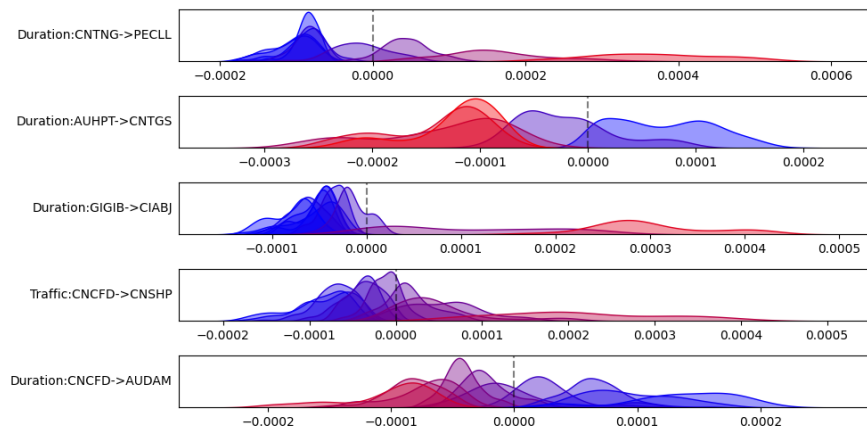 Duration:CNTNG->PECLL
−0.0002 0.0000 0.0002 0.0004 0.0006
Duration:AUHPT->CNTGS
−0.0003 −0.0002 −0.0001 0.0000 0.0001 0.0002
Duration:GIGIB->CIABJ
−0.0001 0.0000 0.0001 0.0002 0.0003 0.0004 0.0005
Traffic:CNCFD->CNSHP
−0.0002 −0.0001 0.0000 0.0001 0.0002 0.0003 0.0004 0.0005
Duration:CNCFD->AUDAM
−0.0002 −0.0001 0.0000 0.0001 0.0002